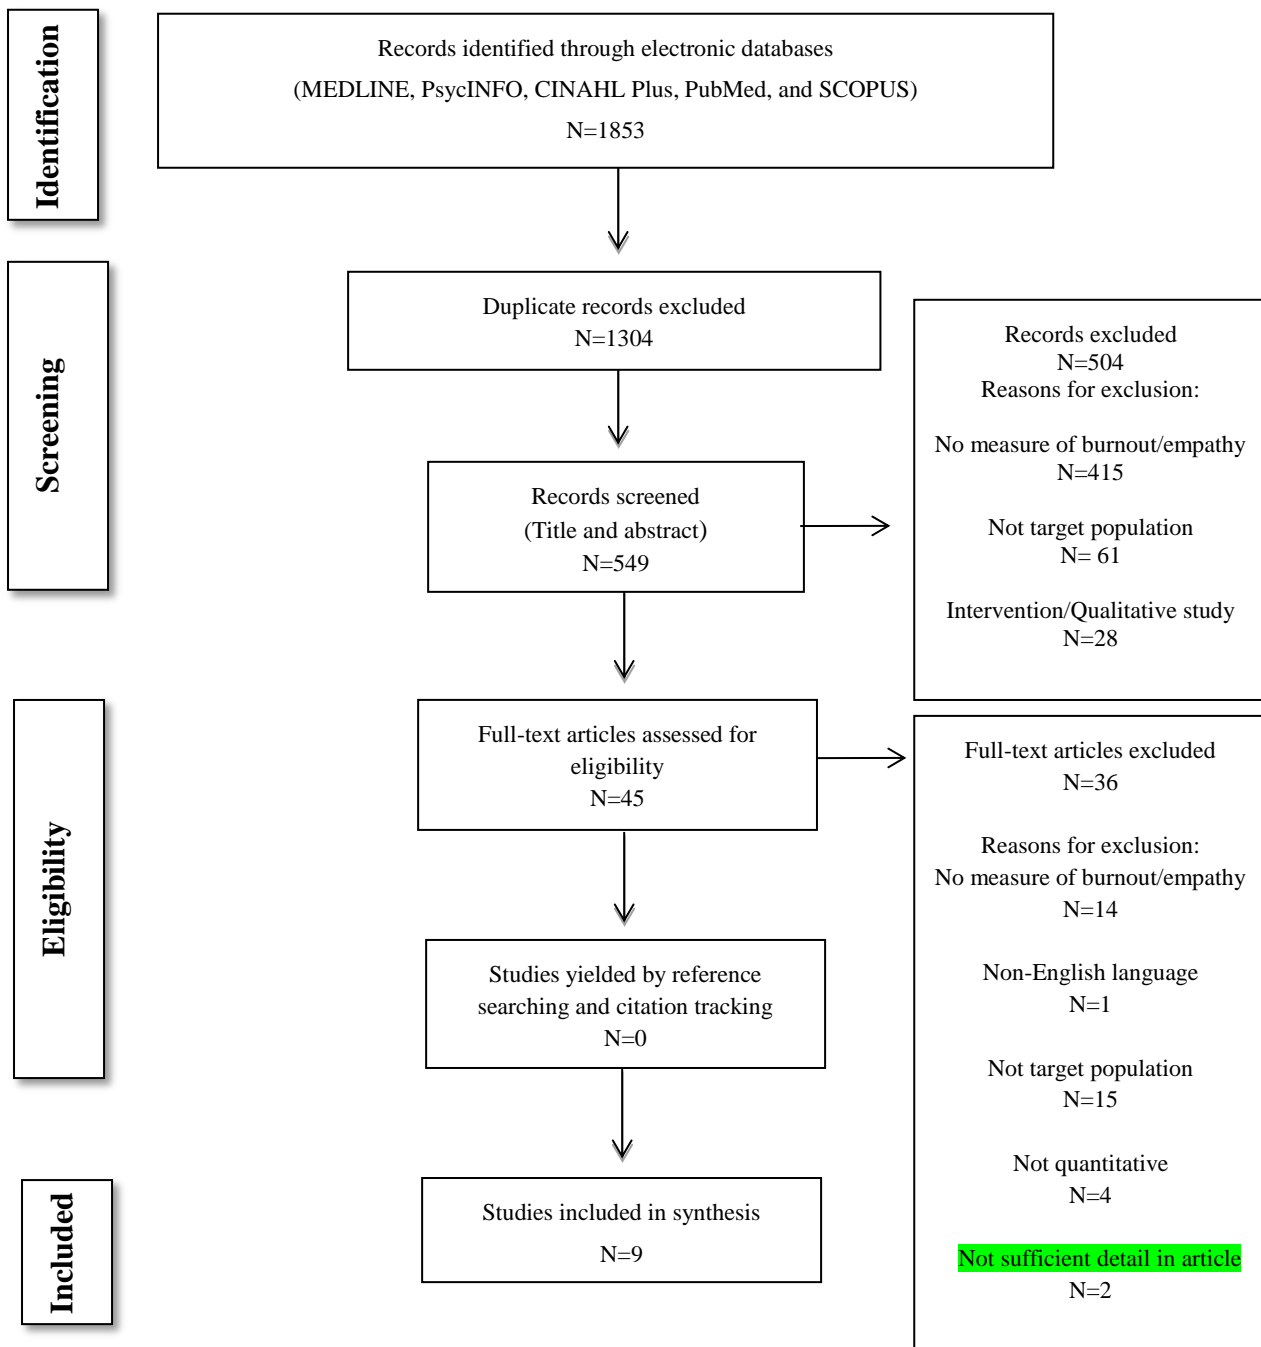 Identification
Records identified through electronic databases
(MEDLINE, PsycINFO, CINAHL Plus, PubMed, and SCOPUS)
N=1853
Screening
Duplicate records excluded
N=1304
Records screened
(Title and abstract)
N=549
Records excluded
N=504
Reasons for exclusion:
No measure of burnout/empathy
N=415
Not target population
N= 61
Intervention/Qualitative study
N=28
Eligibility
Full-text articles assessed for
eligibility
N=45
Full-text articles excluded
N=36
Reasons for exclusion:
No measure of burnout/empathy
N=14
Non-English language
N=1
Not target population
N=15
Not quantitative
N=4
Not sufficient detail in article
N=2
Studies yielded by reference
searching and citation tracking
N=0
Included
Studies included in synthesis
N=9